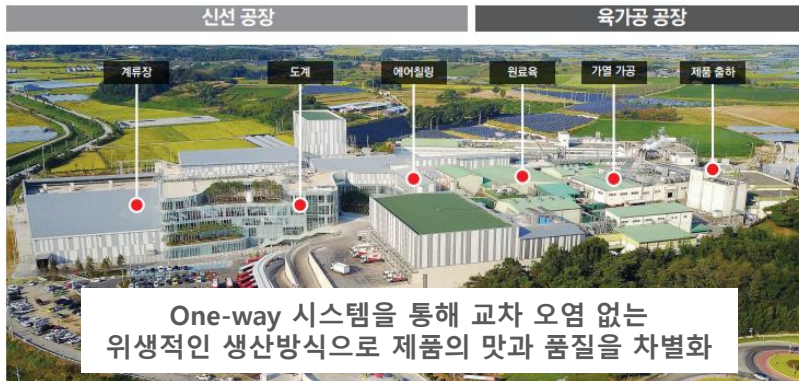 신선 공장
육가공 공장
계류장
도계
에어칠링
원료육
가열 가공
제품 출하
One-way 시스템을 통해 교차 오염 없는
위생적인 생산방식으로 제품의 맛과 품질을 차별화